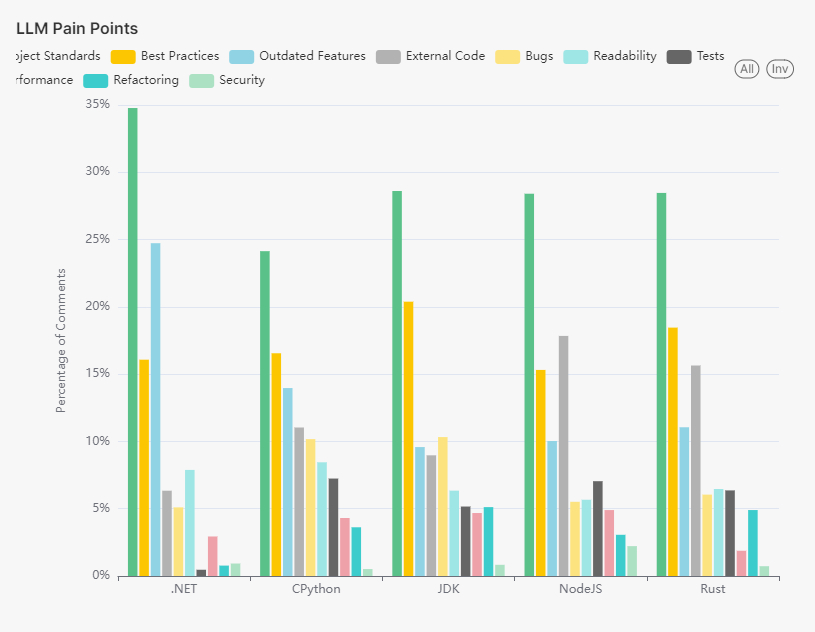 LLM Pain Points
oject Standards Best Practices Outdated Features External Code Bugs Readability Tests
rformance Refactoring Security
All Inv
35%
30%
25%
20%
15%
10%
5%
0%
Percentage of Comments
.NET CPython JDK NodeJS Rust